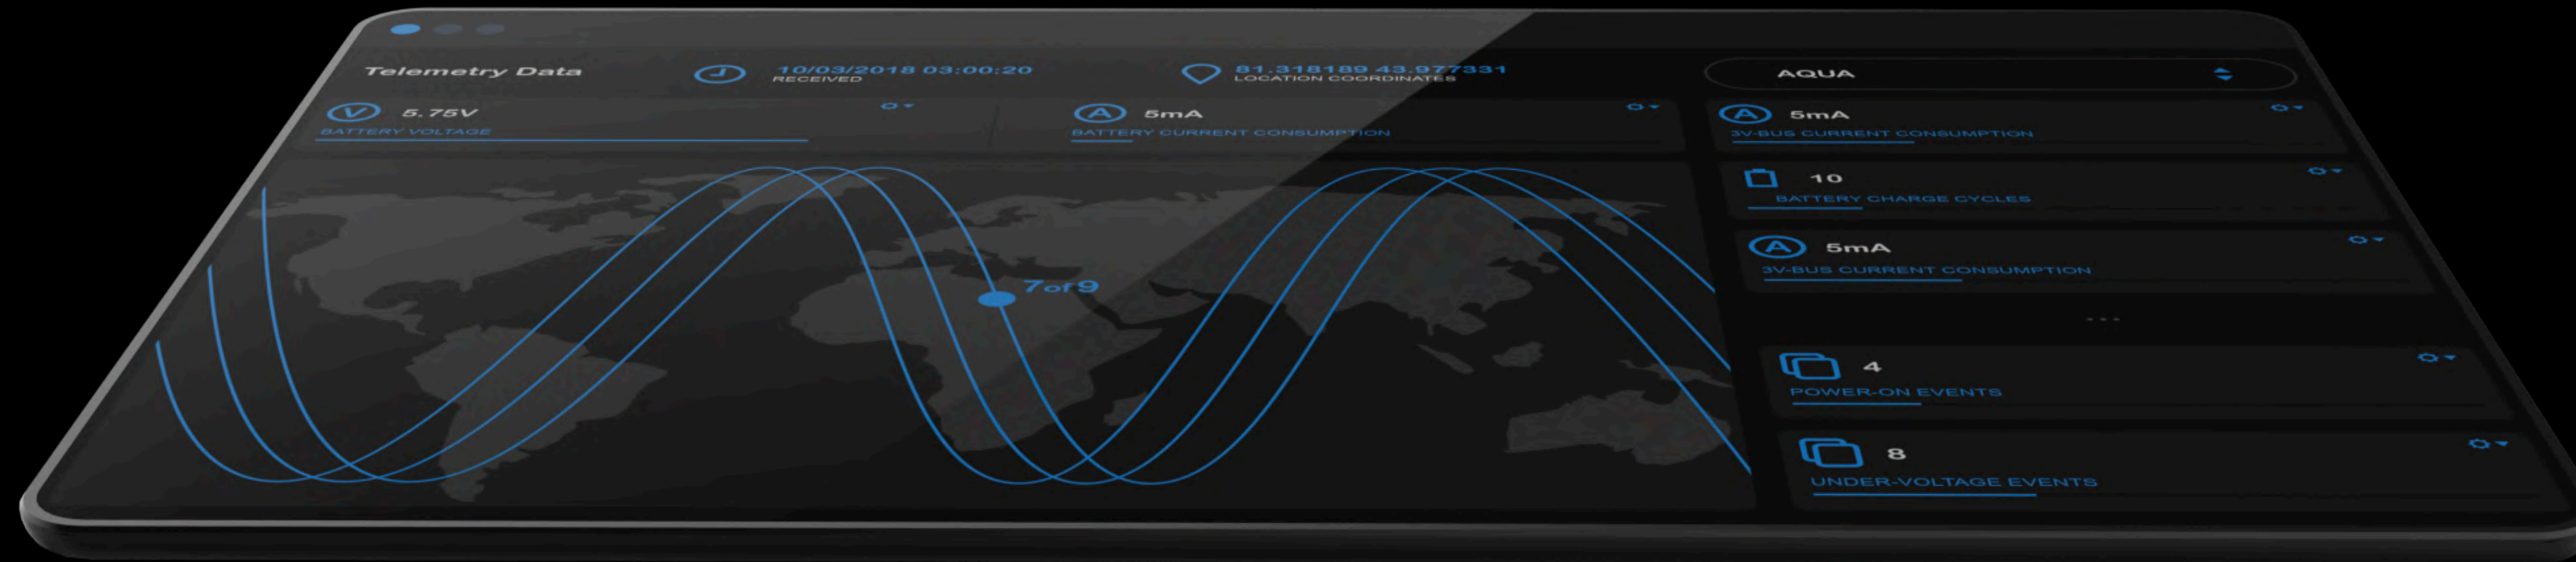 Telemetry Data
10/03/2018 03:00:20
RECEIVED
81.318189 43.977331
LOCATION COORDINATES
AQUA
V 5.75V
BATTERY VOLTAGE
A 5mA
BATTERY CURRENT CONSUMPTION
A 5mA
3V-BUS CURRENT CONSUMPTION
10
BATTERY CHARGE CYCLES
A 5mA
3V-BUS CURRENT CONSUMPTION
7of9
...
4
POWER-ON EVENTS
8
UNDER-VOLTAGE EVENTS